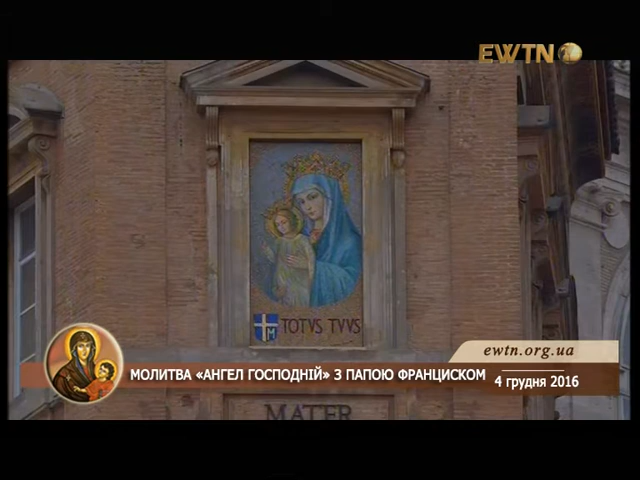 EWTN
TOTVS TVVS
M
ewtn.org.ua
МОЛИТВА «АНГЕЛ ГОСПОДНІЙ» З ПАПОЮ ФРАНЦИСКОМ
4 грудня 2016
MATER